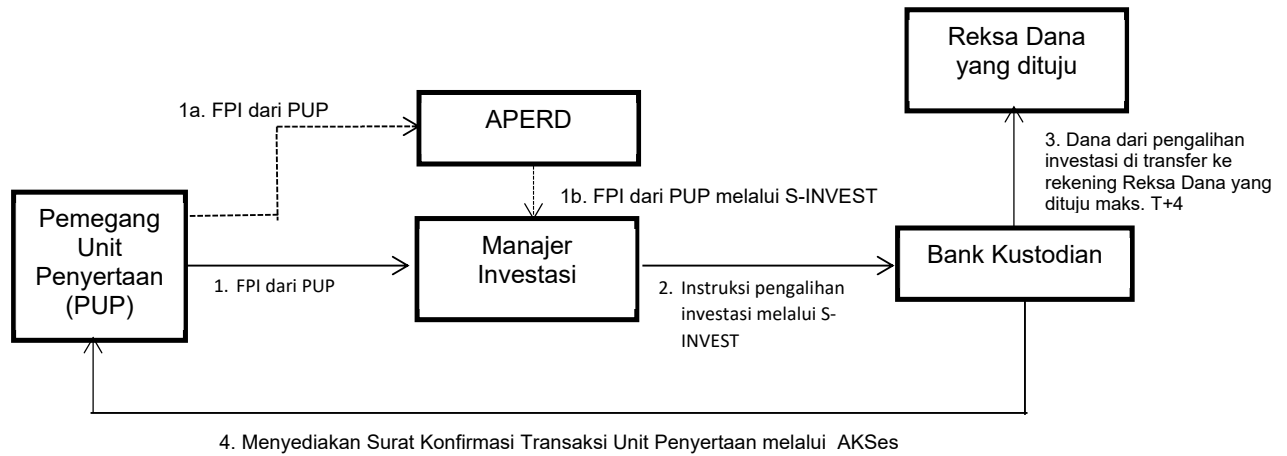 Reksa Dana
yang dituju
1a. FPI dari PUP
APERD
3. Dana dari pengalihan
investasi di transfer ke
rekening Reksa Dana yang
dituju maks. T+4
1b. FPI dari PUP melalui S-INVEST
Pemegang
Unit
Penyertaan
(PUP)
Manajer
Investasi
Bank Kustodian
1. FPI dari PUP
2. Instruksi pengalihan
investasi melalui S-
INVEST
4. Menyediakan Surat Konfirmasi Transaksi Unit Penyertaan melalui AKSes